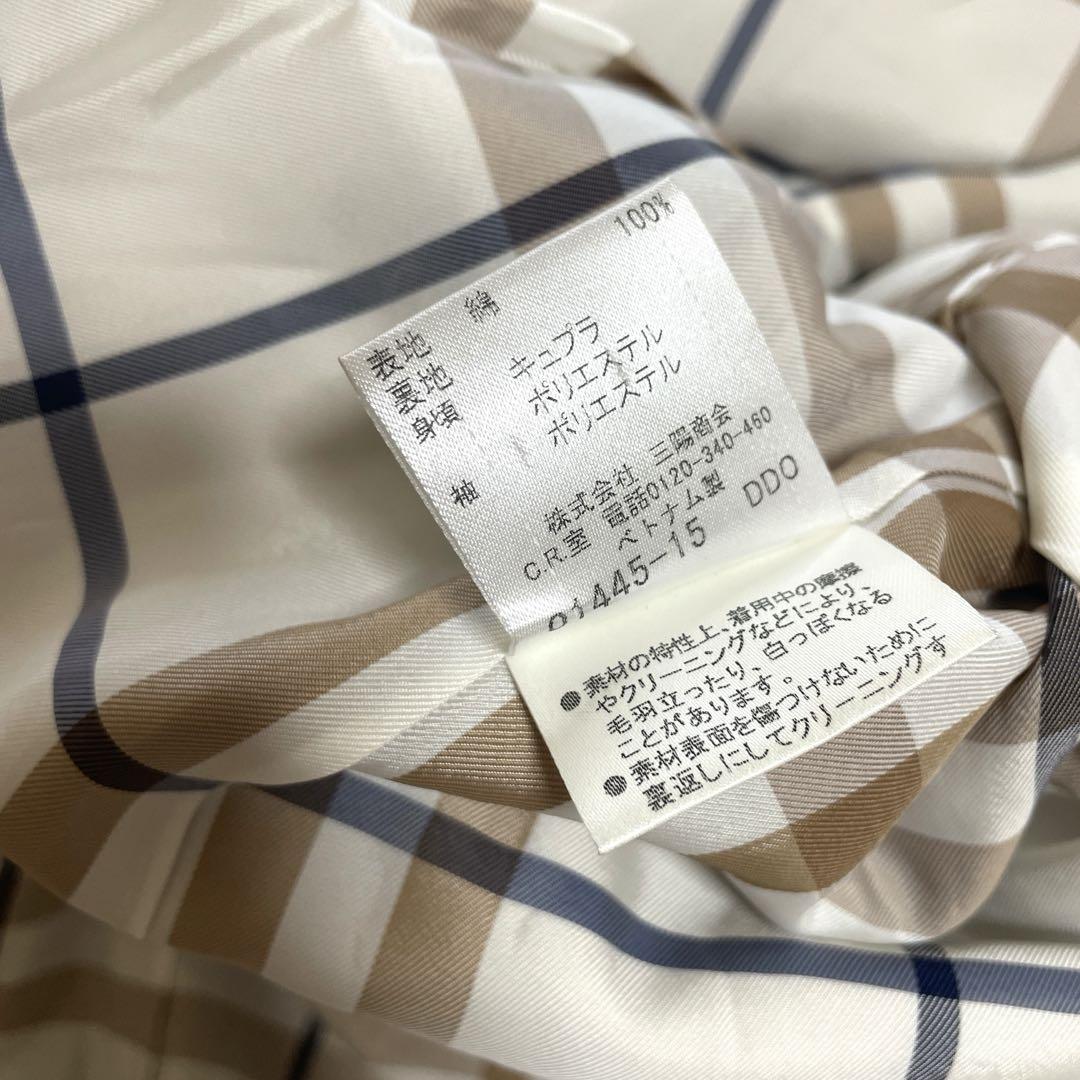 表地 綿 100%
裏地
身頃 キュプラ
ポリエステル
袖 ポリエステル
株式会社 三陽商会
C.R.室 電話0120-340-460
ベトナム製
81445-15 DDO
●素材の特性上、着用中の摩擦
やクリーニングなどにより、
毛羽立ったり、白っぽくなる
ことがあります。
●素材表面を傷つけないために
裏返しにしてクリーニングす